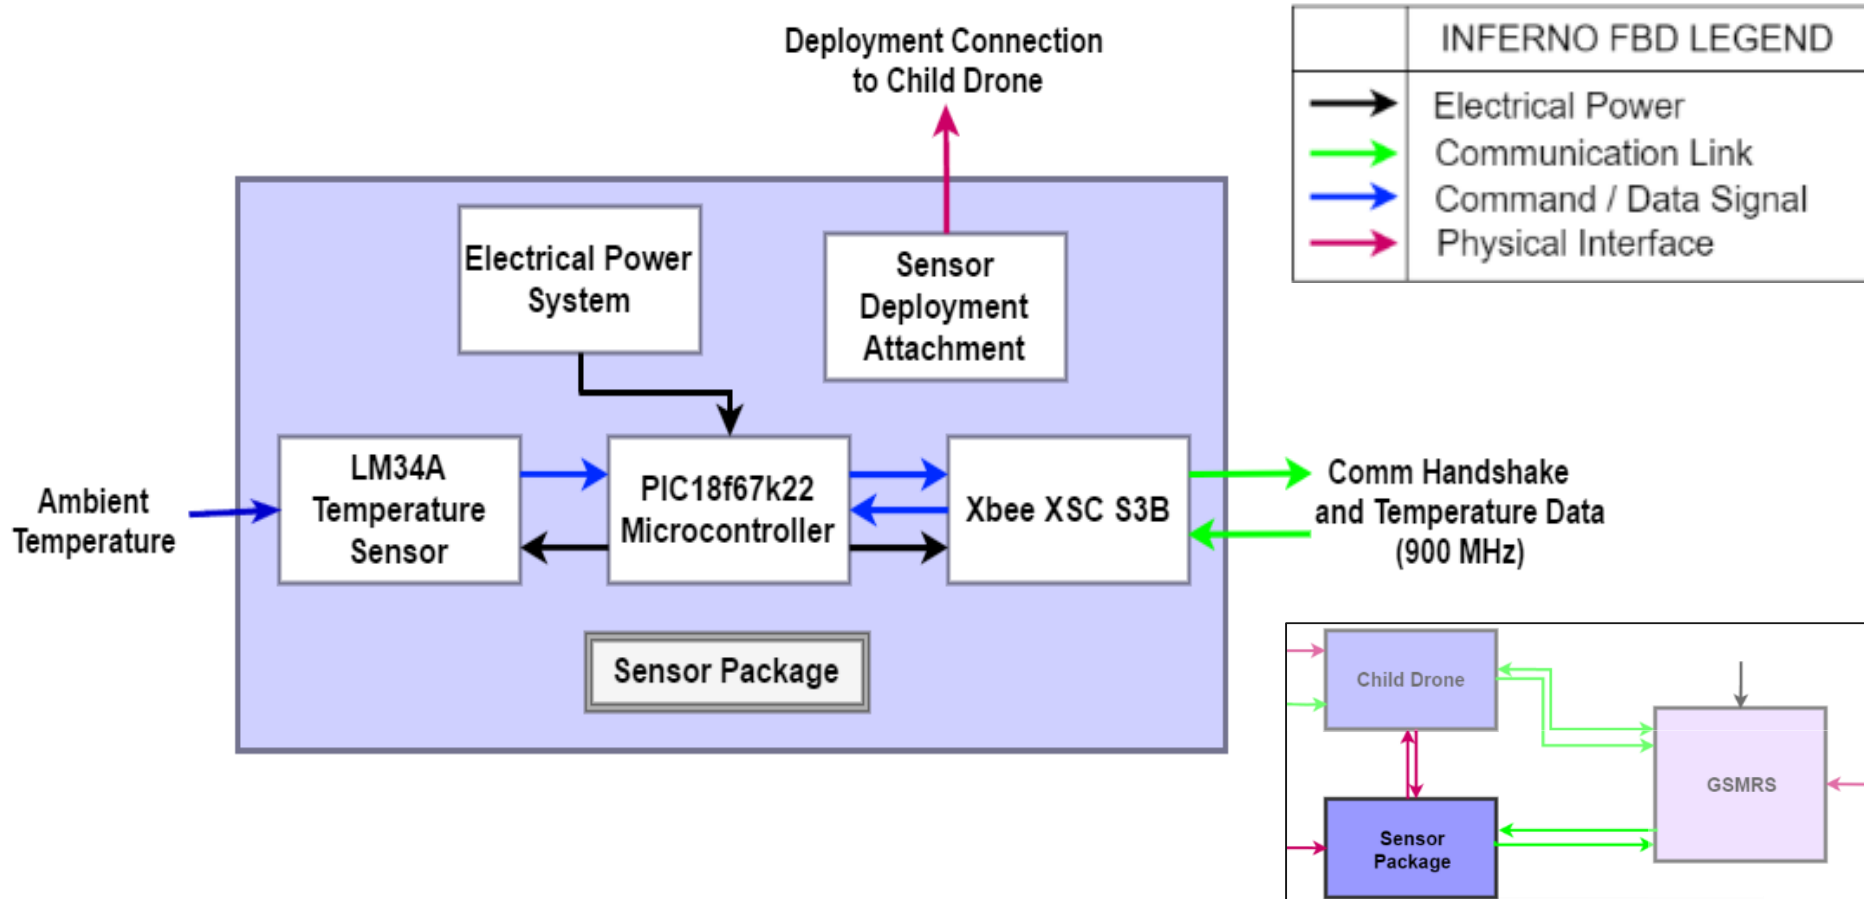 Deployment Connection
to Child Drone
INFERNO FBD LEGEND
Electrical Power
Communication Link
Command / Data Signal
Physical Interface
Electrical Power
System
Sensor
Deployment
Attachment
Ambient
Temperature
LM34A
Temperature
Sensor
PIC18f67k22
Microcontroller
Xbee XSC S3B
Comm Handshake
and Temperature Data
(900 MHz)
Sensor Package
Child Drone
GSMRS
Sensor
Package